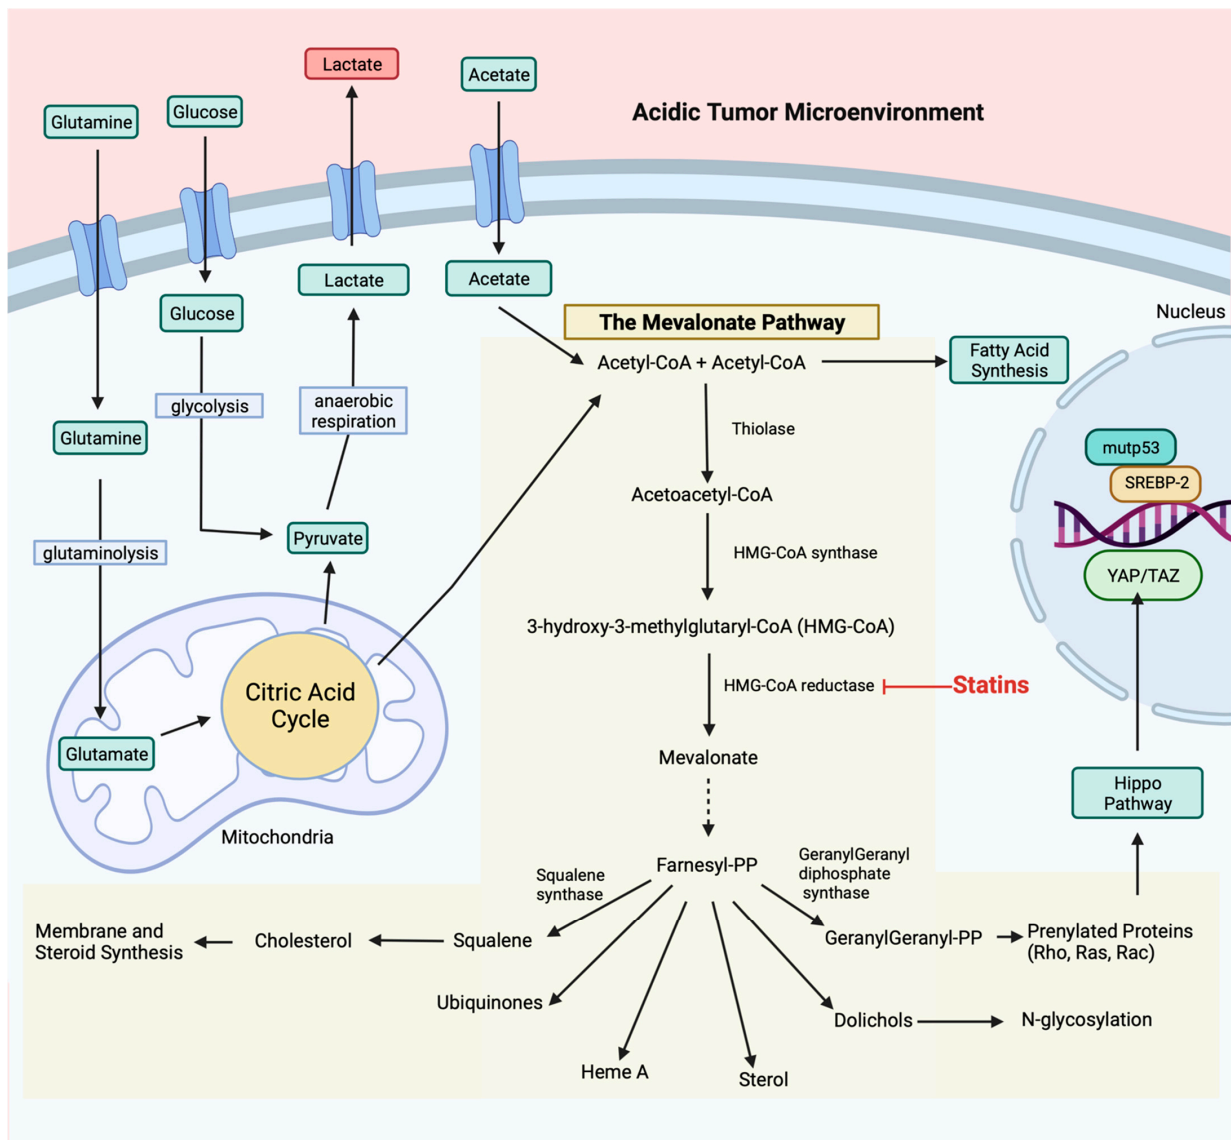 Lactate
Acetate
Glucose
Glutamine
Acidic Tumor Microenvironment
Lactate
Acetate
Glucose
Nucleus
The Mevalonate Pathway
Acetyl-CoA + Acetyl-CoA
Fatty Acid
Synthesis
glycolysis
anaerobic
respiration
Thiolase
Glutamine
mutp53
SREBP-2
Acetoacetyl-CoA
Pyruvate
glutaminolysis
HMG-CoA synthase
YAP/TAZ
3-hydroxy-3-methylglutaryl-CoA (HMG-CoA)
Citric Acid
Cycle
HMG-CoA reductase
Statins
Glutamate
Mevalonate
Hippo
Pathway
Mitochondria
Farnesyl-PP
Squalene
synthase
GeranylGeranyl
diphosphate
synthase
Membrane and
Steroid Synthesis
Cholesterol
Squalene
GeranylGeranyl-PP
Prenylated Proteins
(Rho, Ras, Rac)
Ubiquinones
Dolichols
N-glycosylation
Heme A
Sterol